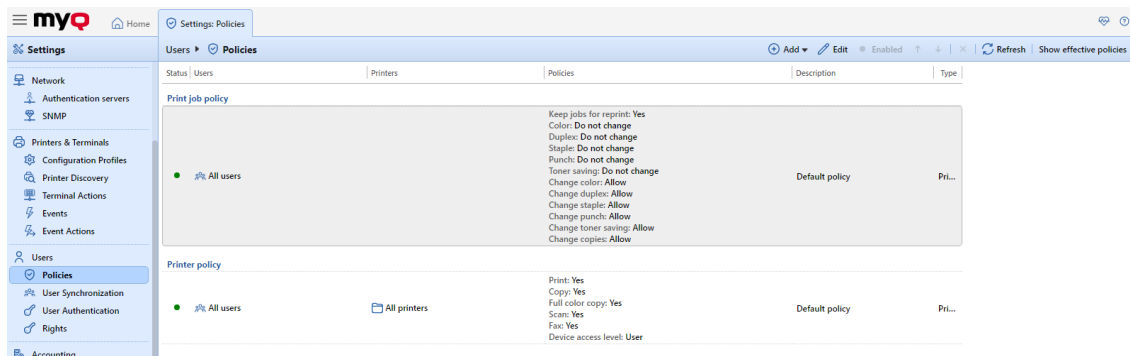 myQ
Home
Settings: Policies
Settings
Users
Policies
Add
Edit
Enabled
Refresh
Show effective policies
Network
Authentication servers
SNMP
Printers & Terminals
Configuration Profiles
Printer Discovery
Terminal Actions
Events
Event Actions
Users
Policies
User Synchronization
User Authentication
Rights
Accounting
Status Users Printers Policies Description Type
Print job policy
All users
Keep jobs for reprint: Yes
Color: Do not change
Duplex: Do not change
Staple: Do not change
Punch: Do not change
Toner saving: Do not change
Change color: Allow
Change duplex: Allow
Change staple: Allow
Change punch: Allow
Change toner saving: Allow
Change copies: Allow
Default policy
Pri...
Printer policy
All users
All printers
Print: Yes
Copy: Yes
Full color copy: Yes
Scan: Yes
Fax: Yes
Device access level: User
Default policy
Pri...